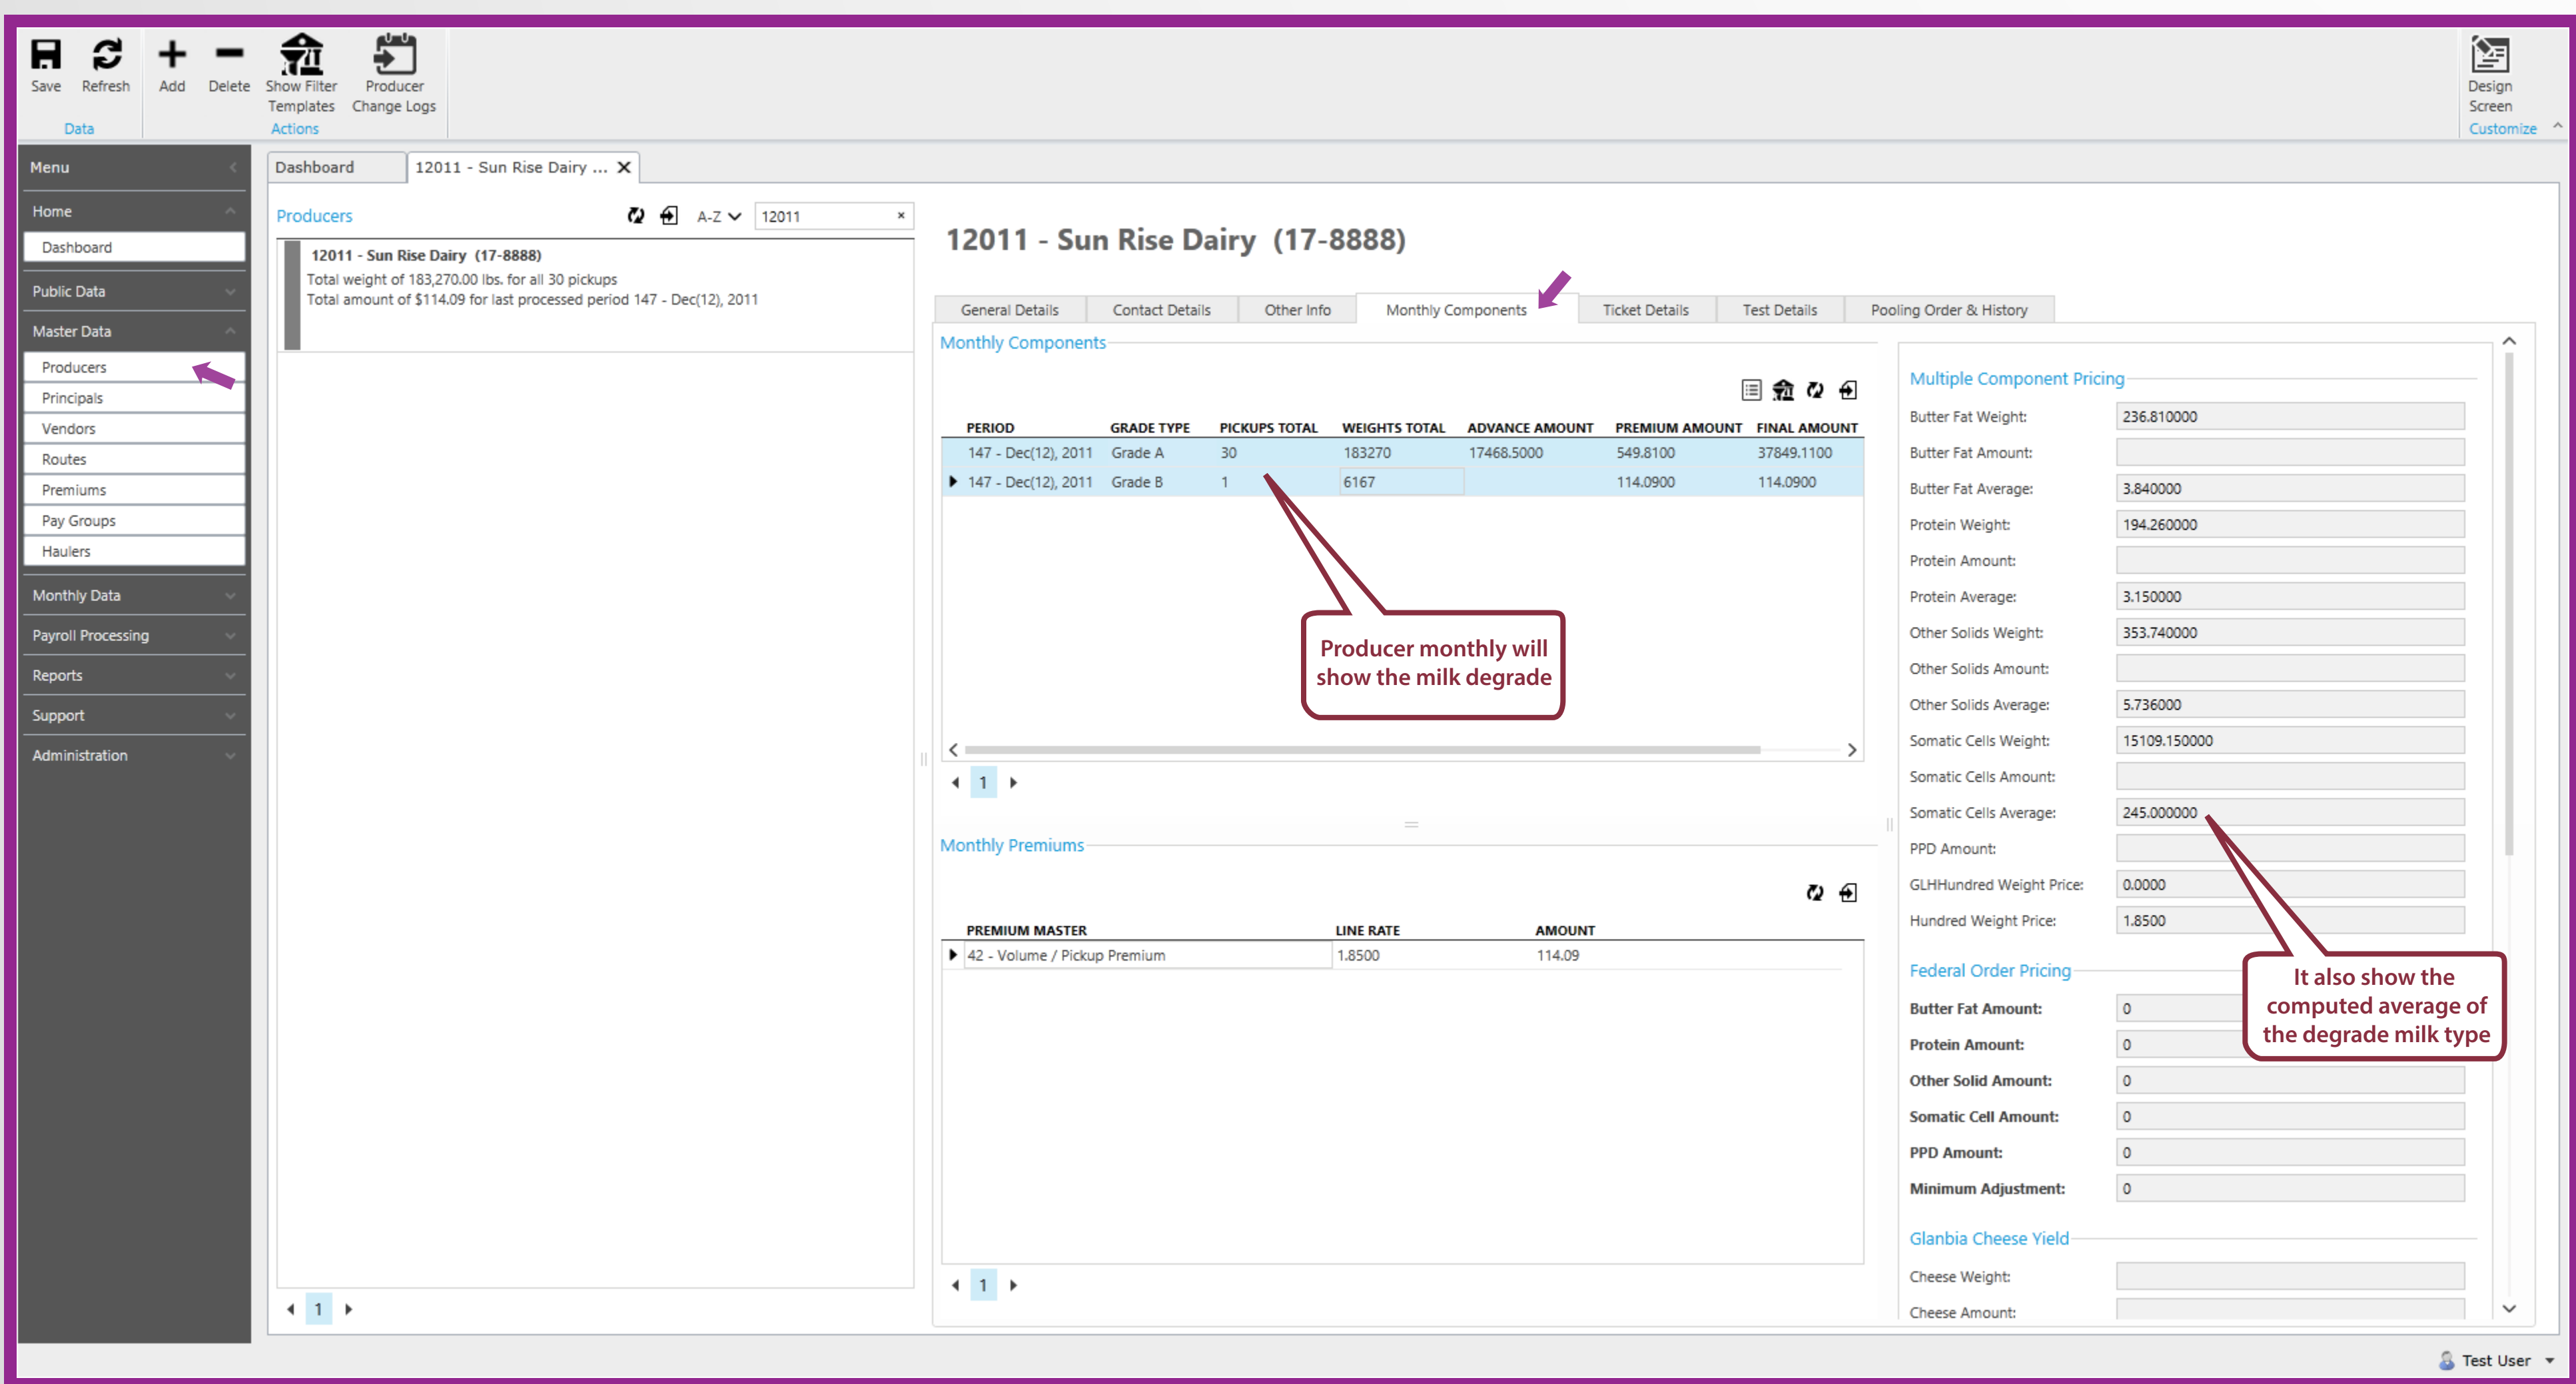 Save Refresh Add Delete Show Filter Templates Producer Change Logs
Data Actions
Design Screen
Customize
Menu
Home
Dashboard
Public Data
Master Data
Producers
Principals
Vendors
Routes
Premiums
Pay Groups
Haulers
Monthly Data
Payroll Processing
Reports
Support
Administration
Dashboard 12011 - Sun Rise Dairy ...
Producers A-Z 12011
12011 - Sun Rise Dairy (17-8888)
Total weight of 183,270.00 lbs. for all 30 pickups
Total amount of $114.09 for last processed period 147 - Dec(12), 2011
1
12011 - Sun Rise Dairy (17-8888)
General Details Contact Details Other Info Monthly Components Ticket Details Test Details Pooling Order & History
Monthly Components
PERIOD GRADE TYPE PICKUPS TOTAL WEIGHTS TOTAL ADVANCE AMOUNT PREMIUM AMOUNT FINAL AMOUNT
147 - Dec(12), 2011 Grade A 30 183270 17468.5000 549.8100 37849.1100
147 - Dec(12), 2011 Grade B 1 6167 114.0900 114.0900
Producer monthly will
show the milk degrade
1
Monthly Premiums
PREMIUM MASTER LINE RATE AMOUNT
42 - Volume / Pickup Premium 1.8500 114.09
1
Multiple Component Pricing
Butter Fat Weight: 236.810000
Butter Fat Amount:
Butter Fat Average: 3.840000
Protein Weight: 194.260000
Protein Amount:
Protein Average: 3.150000
Other Solids Weight: 353.740000
Other Solids Amount:
Other Solids Average: 5.736000
Somatic Cells Weight: 15109.150000
Somatic Cells Amount:
Somatic Cells Average: 245.000000
PPD Amount:
GLHHundred Weight Price: 0.0000
Hundred Weight Price: 1.8500
Federal Order Pricing
Butter Fat Amount: 0
Protein Amount: 0
Other Solid Amount: 0
Somatic Cell Amount: 0
PPD Amount: 0
Minimum Adjustment: 0
It also show the
computed average of
the degrade milk type
Glanbia Cheese Yield
Cheese Weight:
Cheese Amount:
Test User